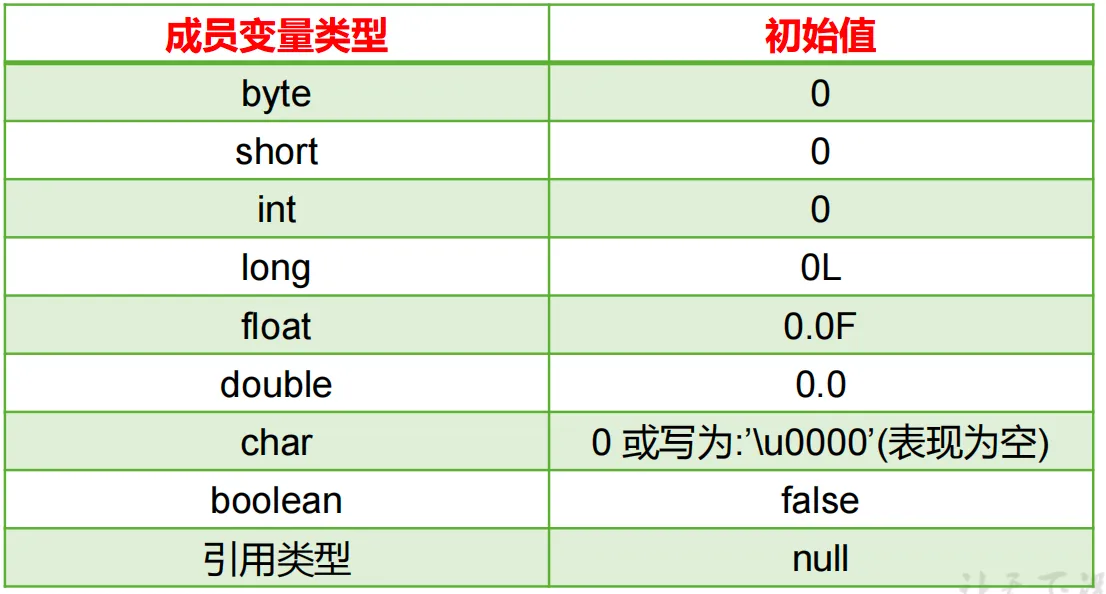 成员变量类型 初始值
byte 0
short 0
int 0
long 0L
float 0.0F
double 0.0
char 0 或写为:’\u0000’(表现为空)
boolean false
引用类型 null